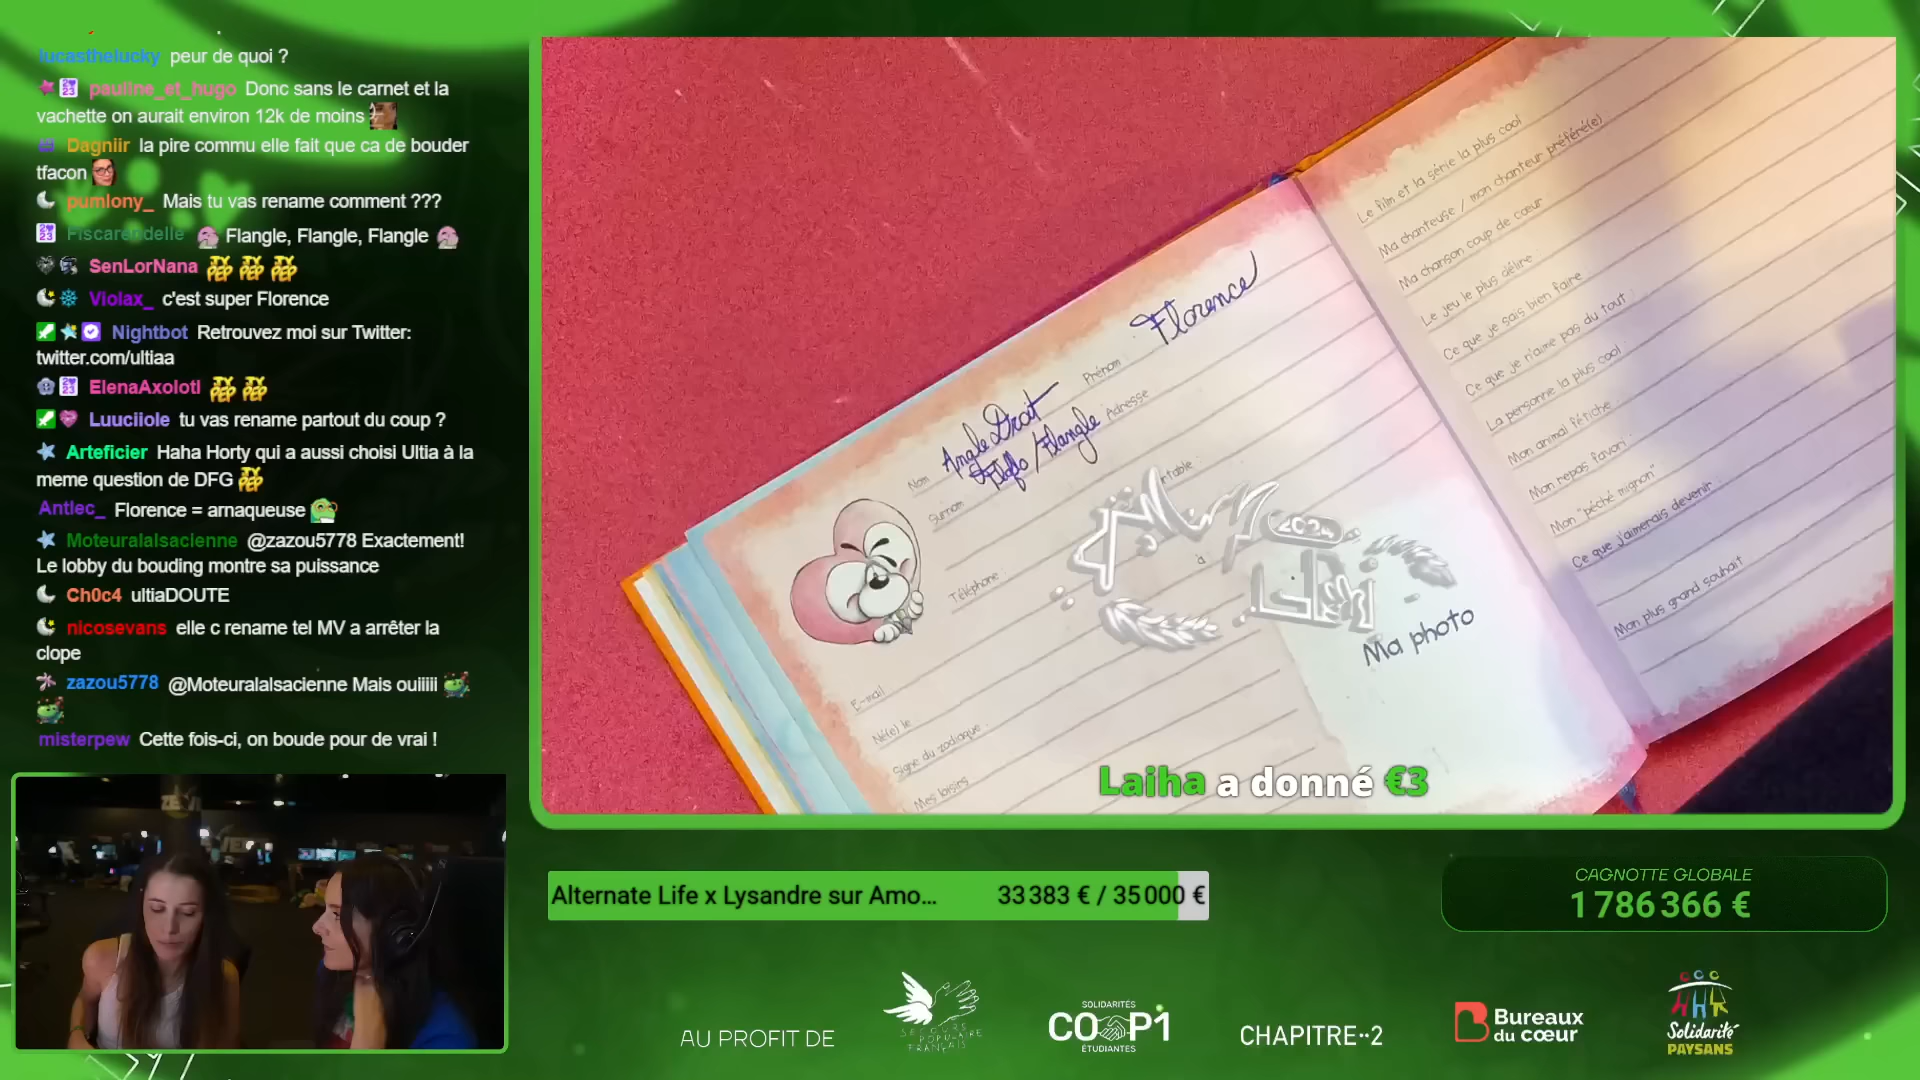 lucasthelucky peur de quoi ?
pauline_et_hugo Donc sans le carnet et la
vachette on aurait environ 12k de moins
Dagniir la pire commu elle fait que ca de bouder
tfacon
pumlony_ Mais tu vas rename comment ???
Fiscarendelle Flangle, Flangle, Flangle
SenLorNana
Violax_ c'est super Florence
Nightbot Retrouvez moi sur Twitter:
twitter.com/ultiaa
ElenaAxolotl
Luuciiole tu vas rename partout du coup ?
Arteficier Haha Horty qui a aussi choisi Ultia à la
meme question de DFG
Antlec_ Florence = arnaqueuse
Moteuralalsacienne @zazou5778 Exactement!
Le lobby du bouding montre sa puissance
Ch0c4 ultiaDOUTE
nicosevans elle c rename tel MV a arrêter la
clope
zazou5778 @Moteuralalsacienne Mais ouiiiii
misterpew Cette fois-ci, on boude pour de vrai !
Nom Angle Droit
Prénom Florence
Surnom Floflo / Flangle
Adresse
Téléphone :
à
E-mail
Né(e) le
Signe du zodiaque :
Mes loisirs
Ma photo
Le film et la série la plus cool
Ma chanteuse / mon chanteur préféré(e)
Ma chanson coup de cœur
Le jeu le plus délire
Ce que je sais bien faire
Ce que je n'aime pas du tout :
La personne la plus cool
Mon animal fétiche
Mon repas favori :
Mon "péché mignon"
Ce que j'aimerais devenir
Mon plus grand souhait
Laiha a donné €3
Alternate Life x Lysandre sur Amo... 33 383 € / 35 000 €
CAGNOTTE GLOBALE
1 786 366 €
AU PROFIT DE
SECOURS
POPULAIRE
FRANÇAIS
SOLIDARITÉS
CO P1
ÉTUDIANTES
CHAPITRE··2
Bureaux
du cœur
Solidarité
PAYSANS